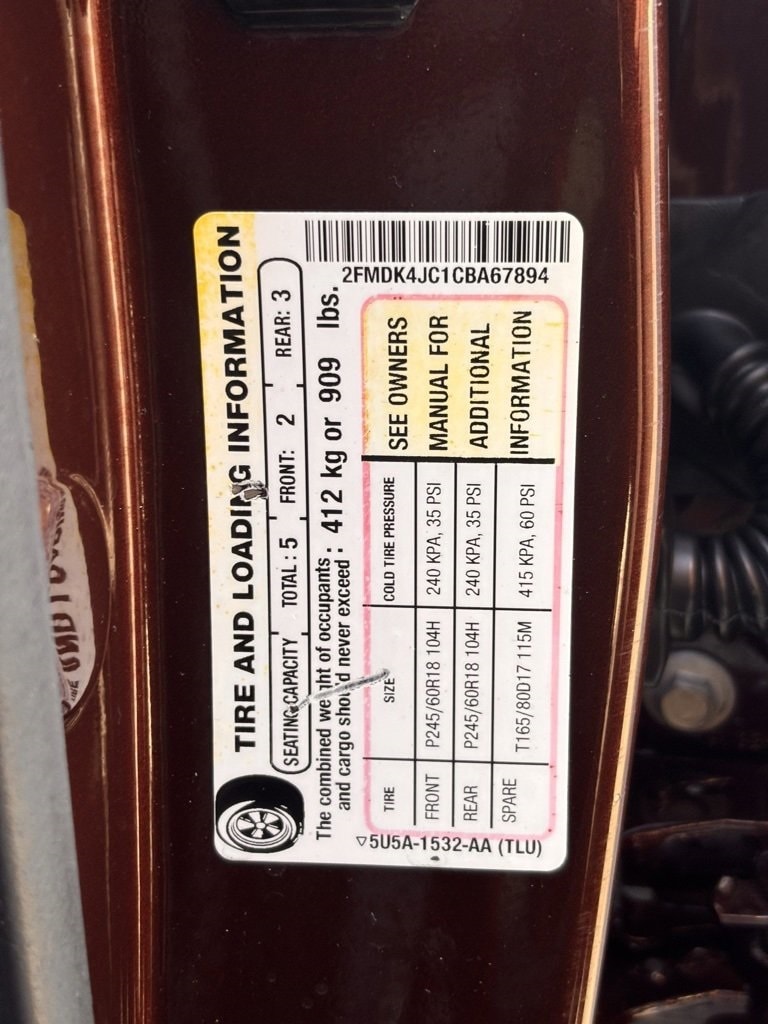 TIRE AND LOADING INFORMATION
SEATING CAPACITY TOTAL: 5 FRONT: 2 REAR: 3
The combined weight of occupants
and cargo should never exceed: 412 kg or 909 lbs.
TIRE SIZE COLD TIRE PRESSURE
FRONT P245/60R18 104H 240 KPA, 35 PSI
REAR P245/60R18 104H 240 KPA, 35 PSI
SPARE T165/80D17 115M 415 KPA, 60 PSI
SEE OWNERS
MANUAL FOR
ADDITIONAL
INFORMATION
5U5A-1532-AA (TLU)
2FMDK4JC1CBA67894